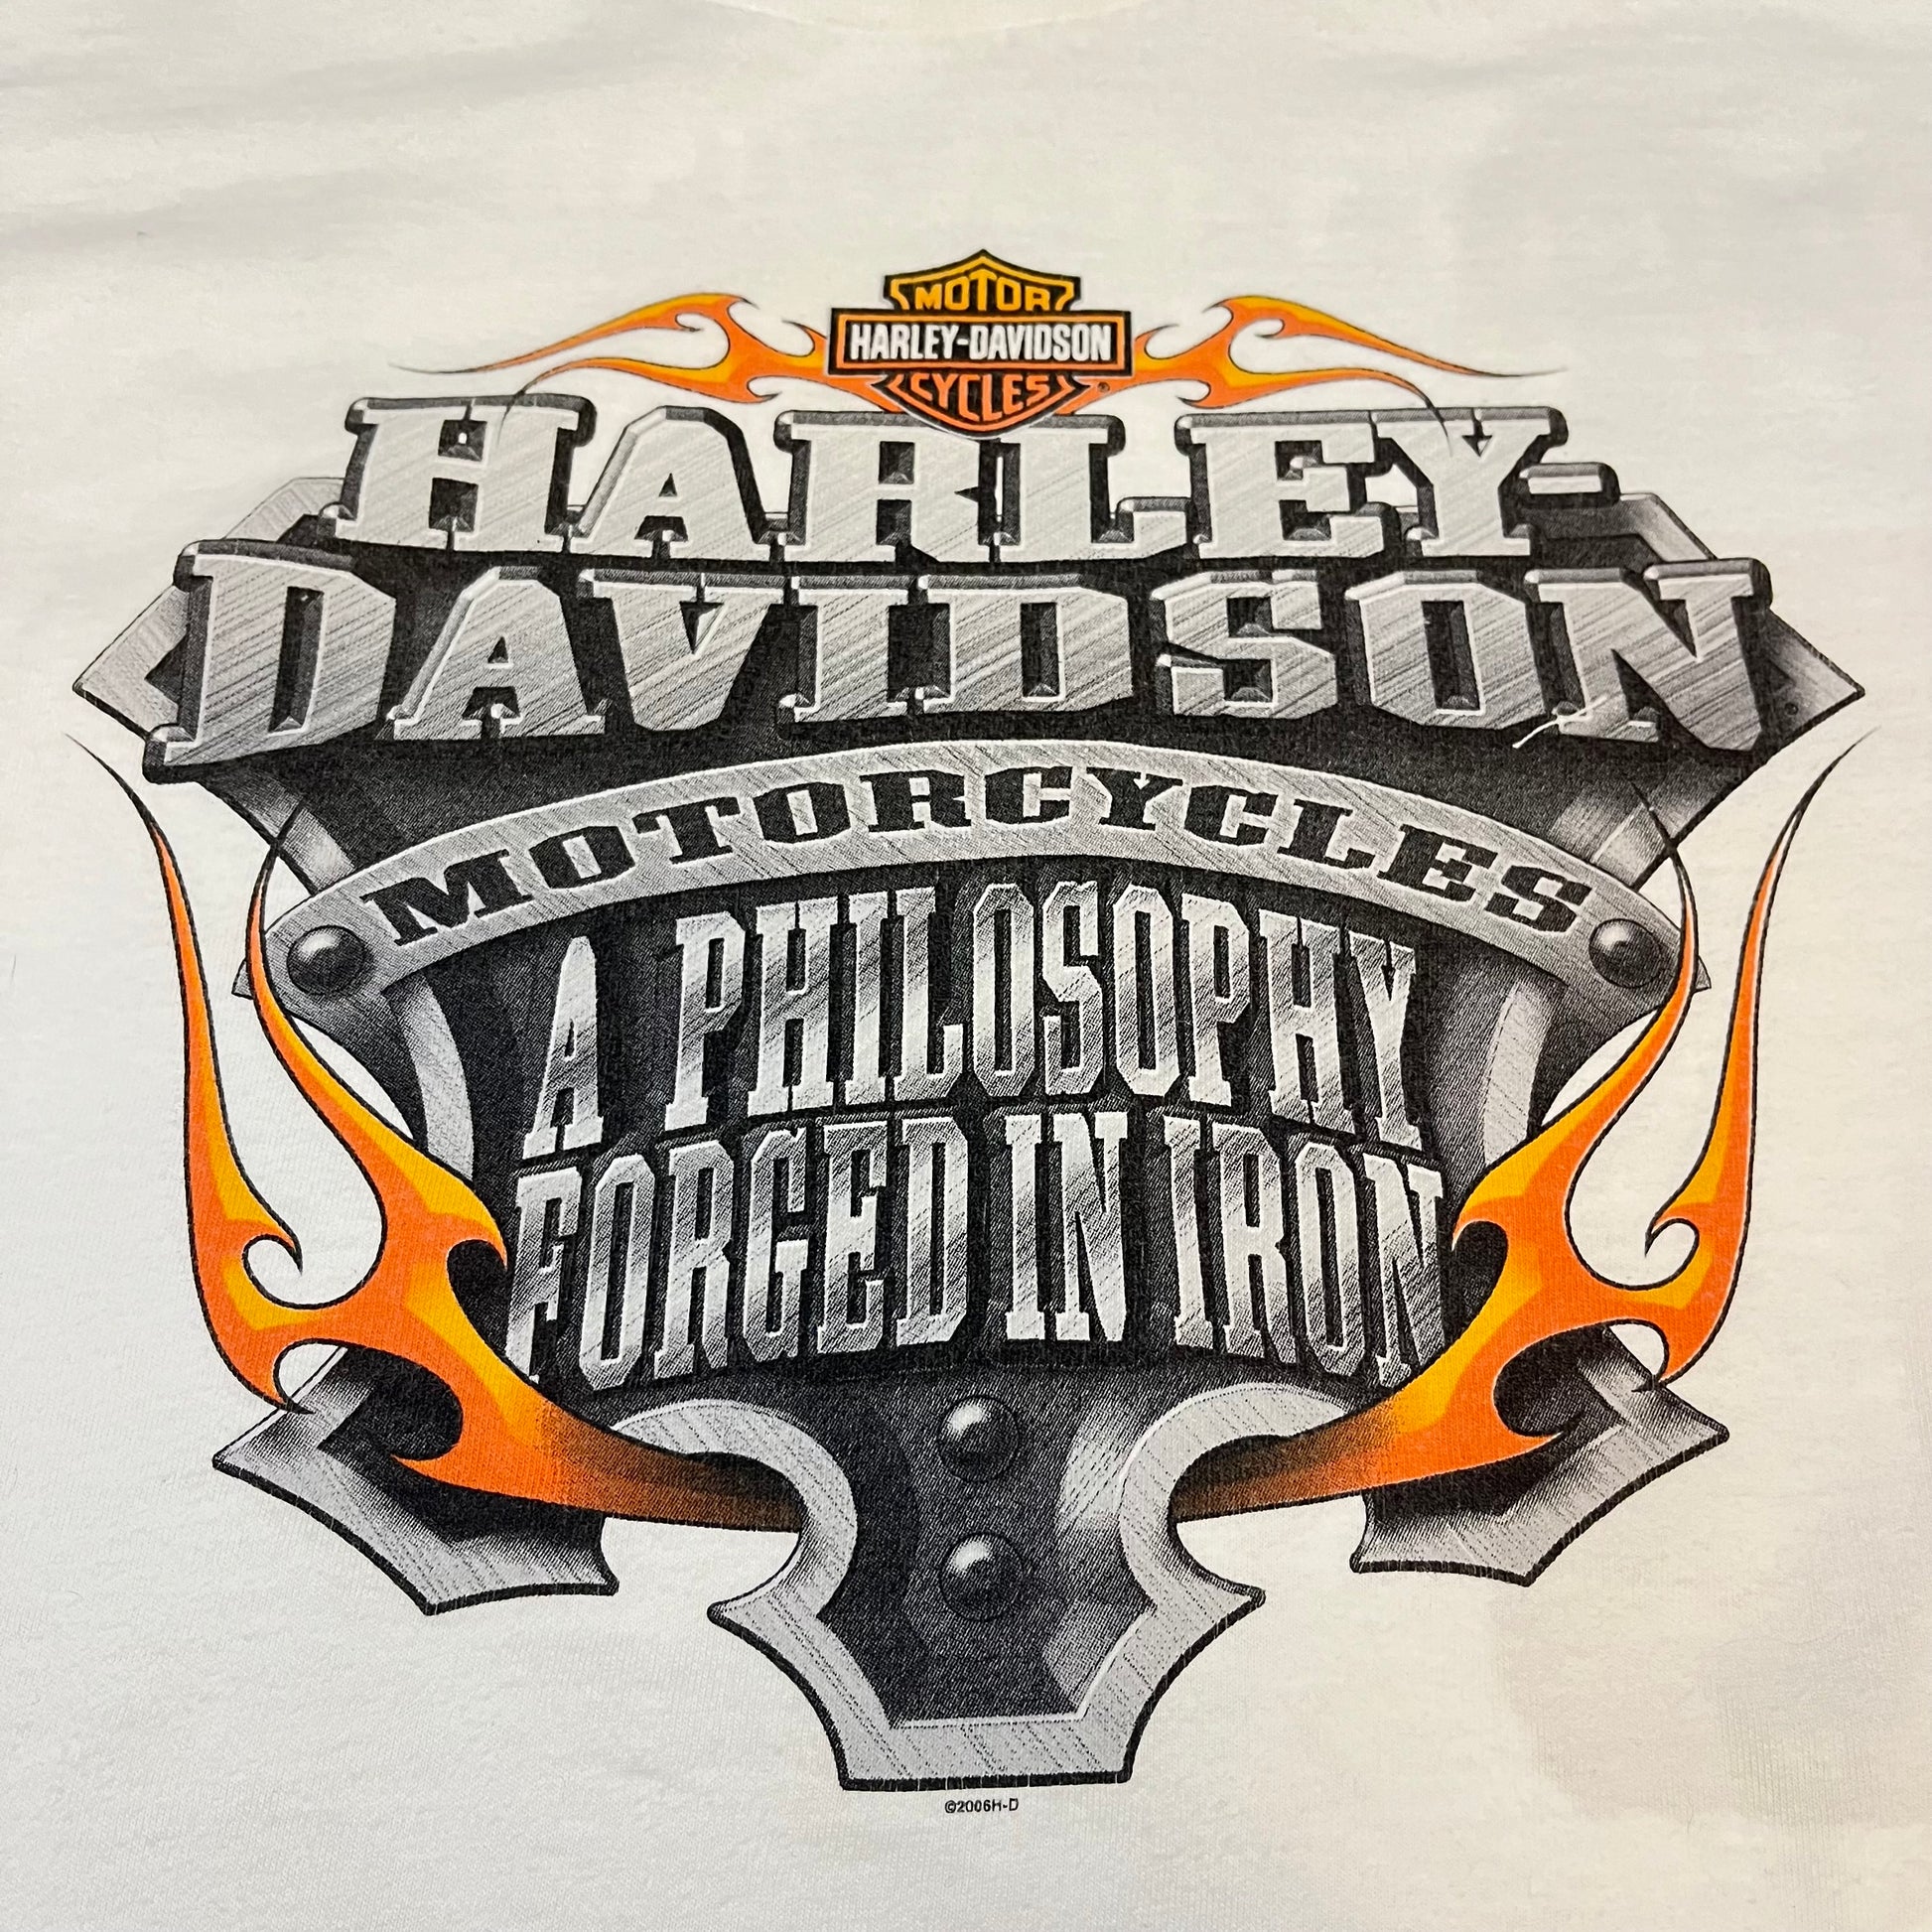 MOTOR
HARLEY-DAVIDSON
CYCLES®
HARLEY-
DAVIDSON®
MOTORCYCLES
A PHILOSOPHY
FORGED IN IRON
©2006H-D